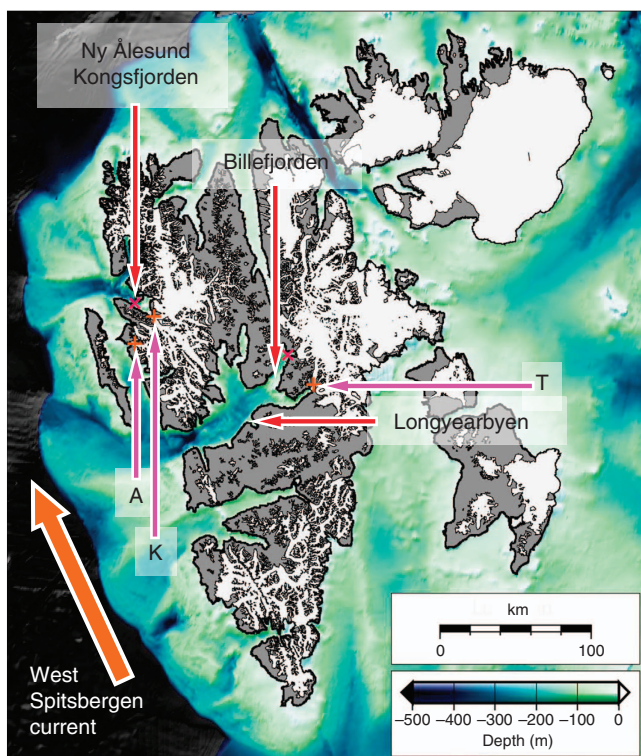 Ny Ålesund
Kongsfjorden
Billefjorden
T
Longyearbyen
A
K
West
Spitsbergen
current
km
0 100
–500 –400 –300 –200 –100 0
Depth (m)